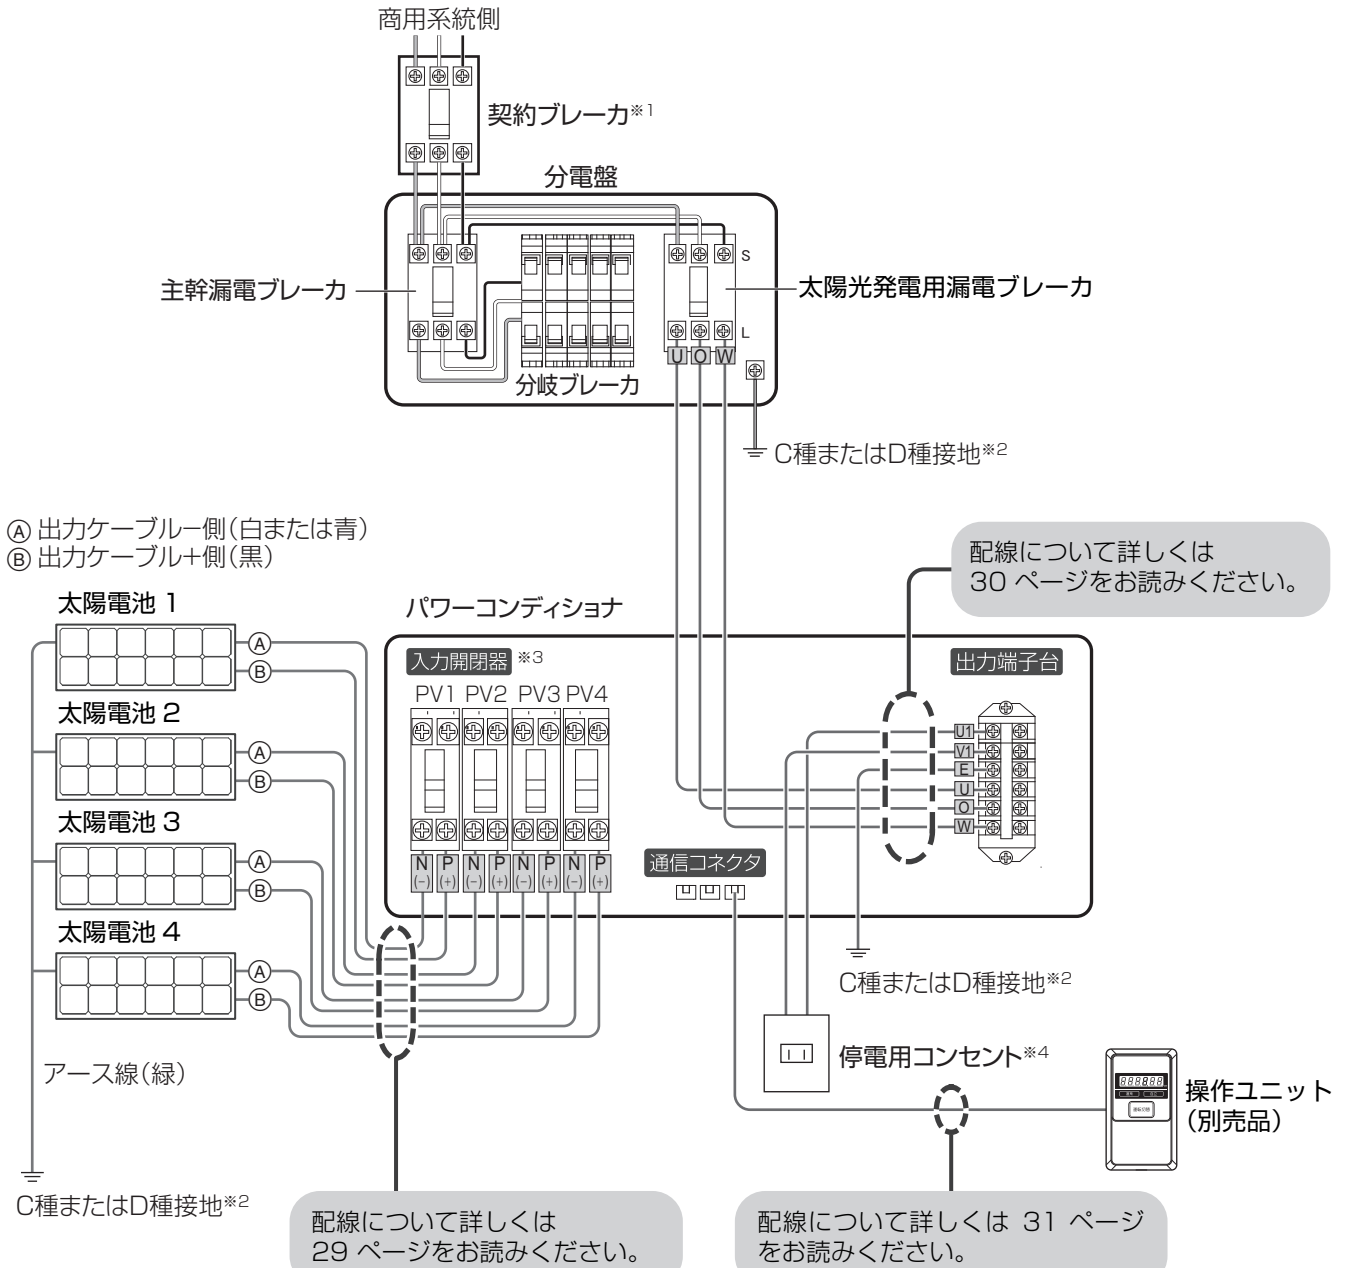 商用系統側
契約ブレーカ※1
分電盤
S
主幹漏電ブレーカ
太陽光発電用漏電ブレーカ
L
U O W
分岐ブレーカ
C種またはD種接地※2
Ⓐ 出力ケーブルー側(白または青)
Ⓑ 出力ケーブル+側(黒)
配線について詳しくは
30 ページをお読みください。
太陽電池 1
A
B
太陽電池 2
A
B
太陽電池 3
A
B
太陽電池 4
A
B
アース線(緑)
C種またはD種接地※2
パワーコンディショナ
入力開閉器 ※3
PV1 PV2 PV3 PV4
N P N P N P N P
(-) (+) (-) (+) (-) (+) (-) (+)
出力端子台
U1
V1
E
U
O
W
通信コネクタ
C種またはD種接地※2
停電用コンセント※4
888888
操作ユニット
(別売品)
配線について詳しくは
29 ページをお読みください。
配線について詳しくは 31 ページ
をお読みください。